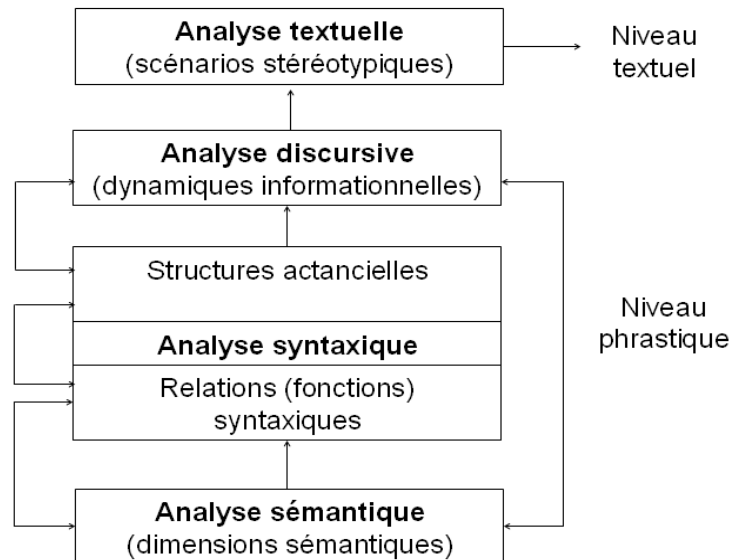 Analyse textuelle
(scénarios stéréotypiques)
Niveau
textuel
Analyse discursive
(dynamiques informationnelles)
Structures actancielles
Niveau
phrastique
Analyse syntaxique
Relations (fonctions)
syntaxiques
Analyse sémantique
(dimensions sémantiques)